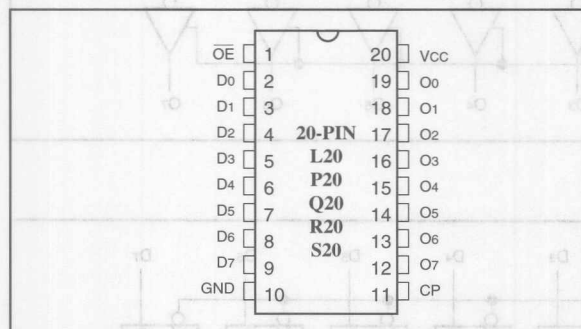 OE 1 20 Vcc
D0 2 19 O0
D1 3 18 O1
D2 4 20-PIN 17 O2
D3 5 L20 16 O3
D4 6 P20 15 O4
D5 7 Q20 14 O5
D6 8 R20 13 O6
D7 9 S20 12 O7
GND 10 11 CP